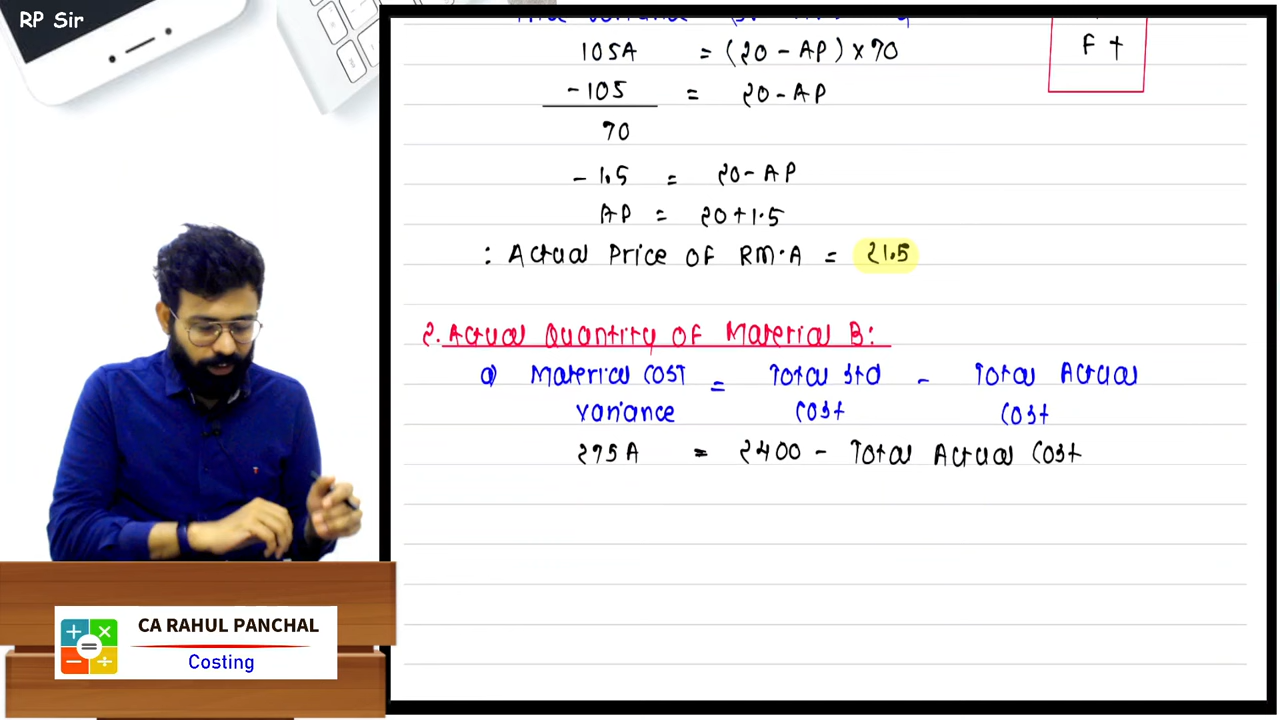 RP Sir
105A = (20 - AP) × 70
F +
-105 = 20 - AP
70
- 1.5 = 20 - AP
AP = 20 + 1.5
: Actual Price of RM.A = 21.5
2. Actual Quantity of Material B:
a) Material Cost = Total Std - Total Actual
variance Cost Cost
275A = 2400 - Total Actual Cost
CA RAHUL PANCHAL
Costing